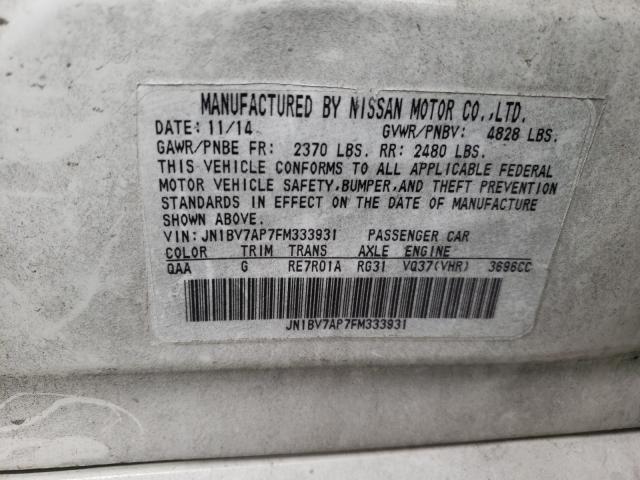 MANUFACTURED BY NISSAN MOTOR CO.,LTD.
DATE: 11/14 GVWR/PNBV: 4828 LBS.
GAWR/PNBE FR: 2370 LBS. RR: 2480 LBS.
THIS VEHICLE CONFORMS TO ALL APPLICABLE FEDERAL
MOTOR VEHICLE SAFETY,BUMPER,AND THEFT PREVENTION
STANDARDS IN EFFECT ON THE DATE OF MANUFACTURE
SHOWN ABOVE.
VIN: JN1BV7AP7FM333931 PASSENGER CAR
COLOR TRIM TRANS AXLE ENGINE
QAA G RE7R01A RG31 VQ37(VHR) 3696CC
JN1BV7AP7FM333931